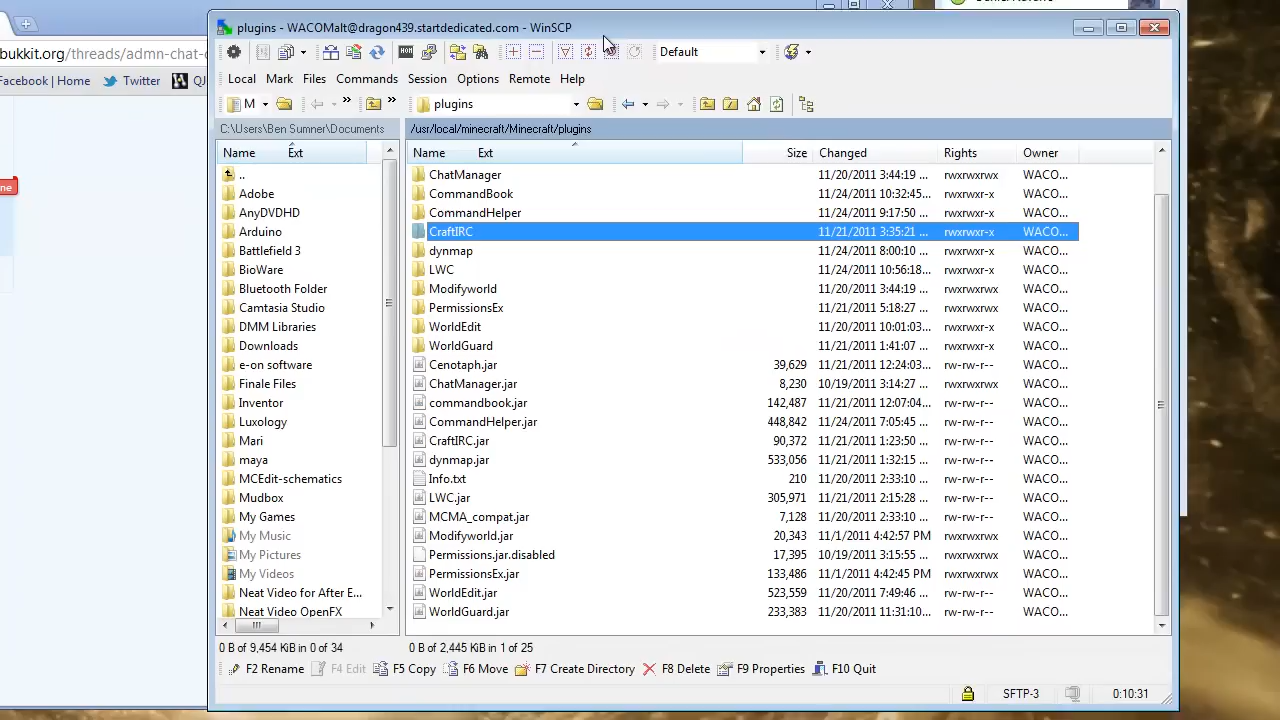 plugins - WACOMalt@dragon439.startdedicated.com - WinSCP
bukkit.org/threads/admn-chat-c
Default
Facebook | Home Twitter QJ
Local Mark Files Commands Session Options Remote Help
M plugins
C:\Users\Ben Sumner\Documents /usr/local/minecraft/Minecraft/plugins
Name Ext Name Ext Size Changed Rights Owner
.. ChatManager 11/20/2011 3:44:19 ... rwxrwxrwx WACO...
Adobe CommandBook 11/24/2011 10:32:45... rwxrwxr-x WACO...
AnyDVDHD CommandHelper 11/24/2011 9:17:50 ... rwxrwxr-x WACO...
Arduino CraftIRC 11/21/2011 3:35:21 ... rwxrwxr-x WACO...
Battlefield 3 dynmap 11/24/2011 8:00:10 ... rwxrwxr-x WACO...
BioWare LWC 11/24/2011 10:56:18... rwxrwxr-x WACO...
Bluetooth Folder Modifyworld 11/20/2011 3:44:19 ... rwxrwxrwx WACO...
Camtasia Studio PermissionsEx 11/21/2011 5:18:27 ... rwxrwxrwx WACO...
DMM Libraries WorldEdit 11/20/2011 10:01:03... rwxrwxr-x WACO...
Downloads WorldGuard 11/21/2011 1:41:07 ... rwxrwxr-x WACO...
e-on software Cenotaph.jar 39,629 11/21/2011 12:24:03... rw-rw-r-- WACO...
Finale Files ChatManager.jar 8,230 10/19/2011 3:14:27 ... rwxrwxrwx WACO...
Inventor commandbook.jar 142,487 11/21/2011 12:07:04... rw-rw-r-- WACO...
Luxology CommandHelper.jar 448,842 11/24/2011 7:05:45 ... rw-rw-r-- WACO...
Mari CraftIRC.jar 90,372 11/21/2011 1:23:50 ... rw-rw-r-- WACO...
maya dynmap.jar 533,056 11/21/2011 1:32:15 ... rw-rw-r-- WACO...
MCEdit-schematics Info.txt 210 11/20/2011 2:33:10 ... rw-rw-r-- WACO...
Mudbox LWC.jar 305,971 11/21/2011 2:15:28 ... rw-rw-r-- WACO...
My Games MCMA_compat.jar 7,128 11/20/2011 2:33:10 ... rw-rw-r-- WACO...
My Music Modifyworld.jar 20,343 11/1/2011 4:42:57 PM rwxrwxrwx WACO...
My Pictures Permissions.jar.disabled 17,395 10/19/2011 3:15:55 ... rwxrwxrwx WACO...
My Videos PermissionsEx.jar 133,486 11/1/2011 4:42:45 PM rwxrwxrwx WACO...
Neat Video for After E... WorldEdit.jar 523,559 11/20/2011 7:49:46 ... rw-rw-r-- WACO...
Neat Video OpenFX WorldGuard.jar 233,383 11/20/2011 11:31:10... rw-rw-r-- WACO...
0 B of 9,454 KiB in 0 of 34 0 B of 2,445 KiB in 1 of 25
F2 Rename F4 Edit F5 Copy F6 Move F7 Create Directory F8 Delete F9 Properties F10 Quit
SFTP-3 0:10:31